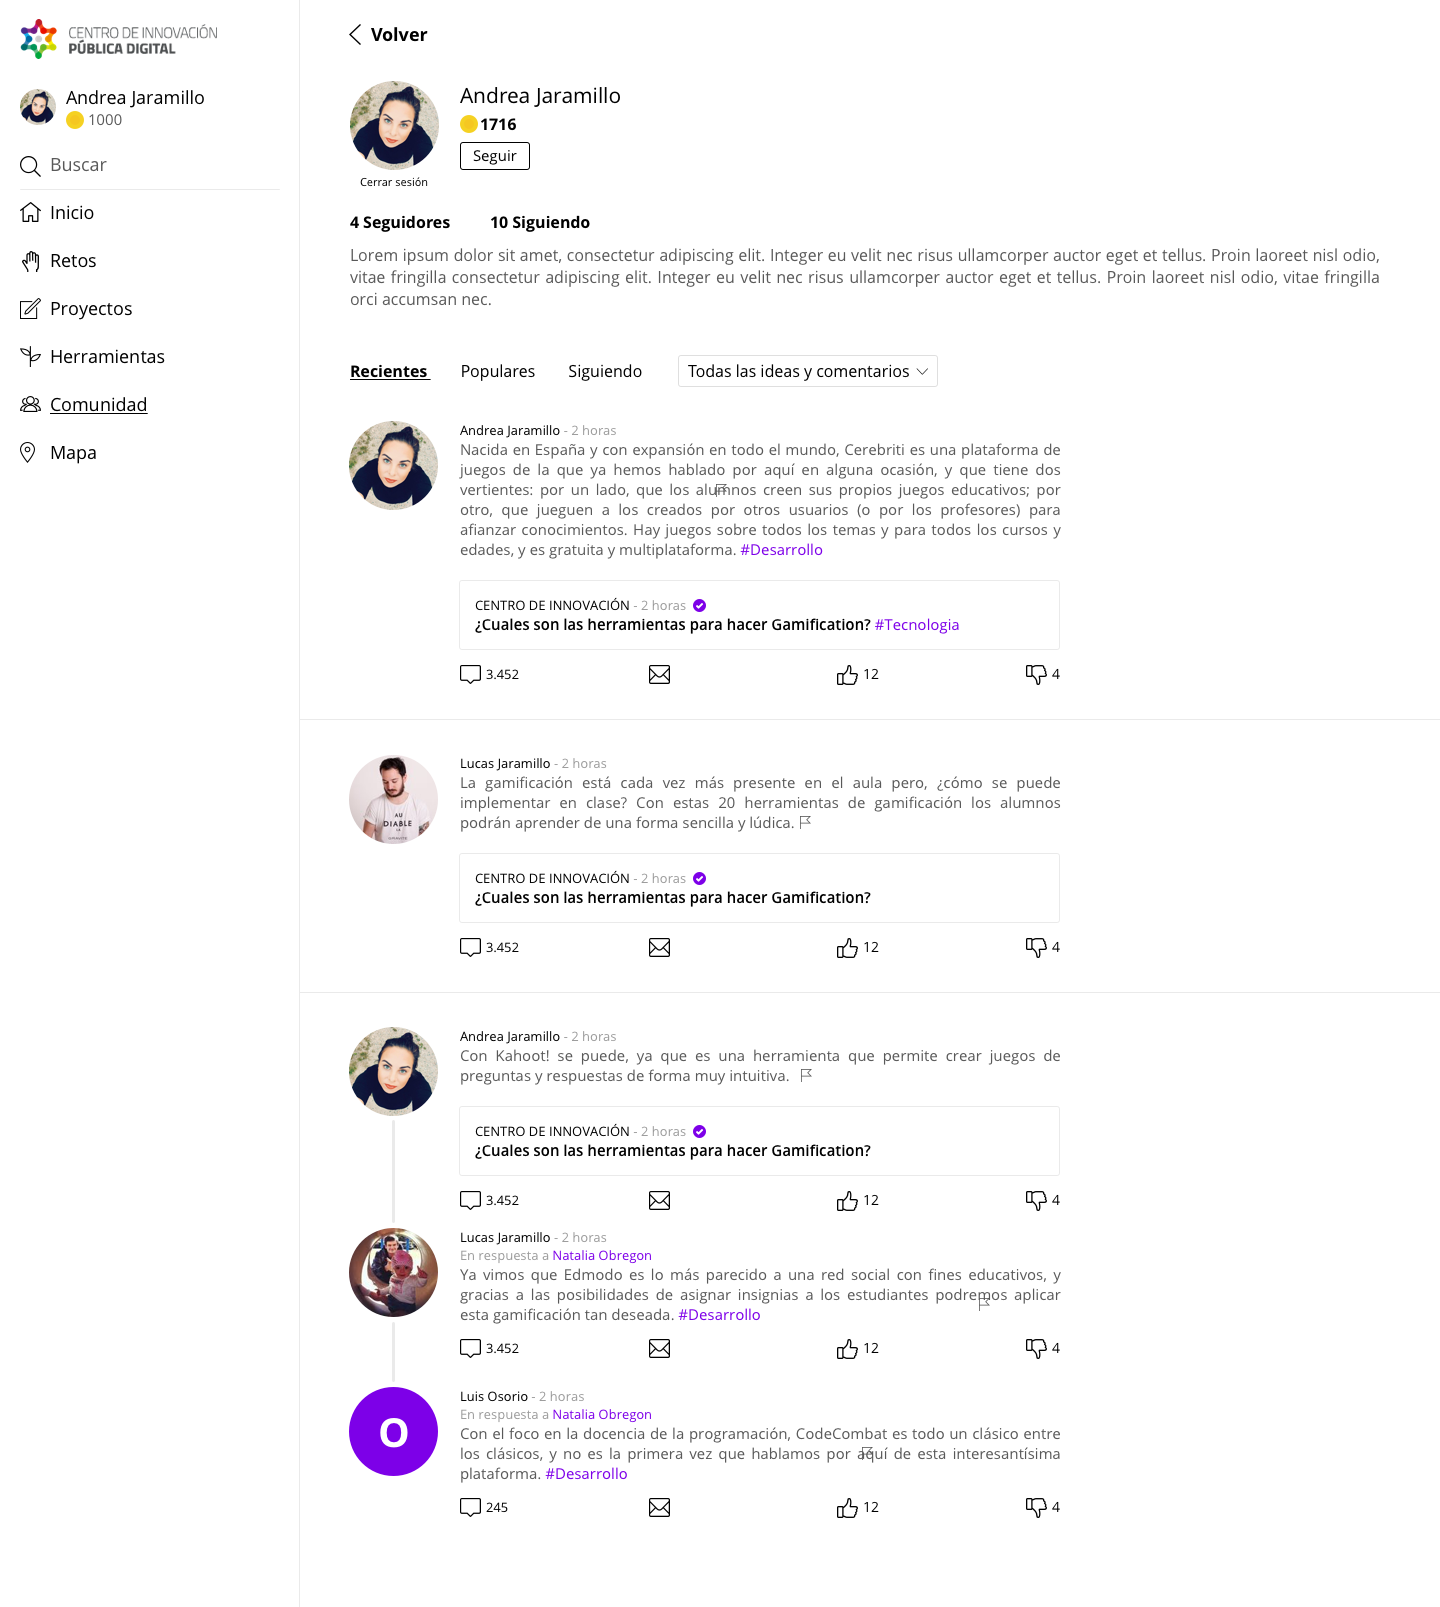 CENTRO DE INNOVACIÓN
PÚBLICA DIGITAL
Andrea Jaramillo
1000
Buscar
Inicio
Retos
Proyectos
Herramientas
Comunidad
Mapa
Volver
Andrea Jaramillo
1716
Seguir
Cerrar sesión
4 Seguidores 10 Siguiendo
Lorem ipsum dolor sit amet, consectetur adipiscing elit. Integer eu velit nec risus ullamcorper auctor eget et tellus. Proin laoreet nisl odio,
vitae fringilla consectetur adipiscing elit. Integer eu velit nec risus ullamcorper auctor eget et tellus. Proin laoreet nisl odio, vitae fringilla
orci accumsan nec.
Recientes Populares Siguiendo Todas las ideas y comentarios
Andrea Jaramillo - 2 horas
Nacida en España y con expansión en todo el mundo, Cerebriti es una plataforma de
juegos de la que ya hemos hablado por aquí en alguna ocasión, y que tiene dos
vertientes: por un lado, que los alumnos creen sus propios juegos educativos; por
otro, que jueguen a los creados por otros usuarios (o por los profesores) para
afianzar conocimientos. Hay juegos sobre todos los temas y para todos los cursos y
edades, y es gratuita y multiplataforma. #Desarrollo
CENTRO DE INNOVACIÓN - 2 horas
¿Cuales son las herramientas para hacer Gamification? #Tecnologia
3.452 12 4
Lucas Jaramillo - 2 horas
La gamificación está cada vez más presente en el aula pero, ¿cómo se puede
implementar en clase? Con estas 20 herramientas de gamificación los alumnos
podrán aprender de una forma sencilla y lúdica.
AU
DIABLE
CENTRO DE INNOVACIÓN - 2 horas
¿Cuales son las herramientas para hacer Gamification?
3.452 12 4
Andrea Jaramillo - 2 horas
Con Kahoot! se puede, ya que es una herramienta que permite crear juegos de
preguntas y respuestas de forma muy intuitiva.
CENTRO DE INNOVACIÓN - 2 horas
¿Cuales son las herramientas para hacer Gamification?
3.452 12 4
Lucas Jaramillo - 2 horas
En respuesta a Natalia Obregon
Ya vimos que Edmodo es lo más parecido a una red social con fines educativos, y
gracias a las posibilidades de asignar insignias a los estudiantes podremos aplicar
esta gamificación tan deseada. #Desarrollo
3.452 12 4
O
Luis Osorio - 2 horas
En respuesta a Natalia Obregon
Con el foco en la docencia de la programación, CodeCombat es todo un clásico entre
los clásicos, y no es la primera vez que hablamos por aquí de esta interesantísima
plataforma. #Desarrollo
245 12 4